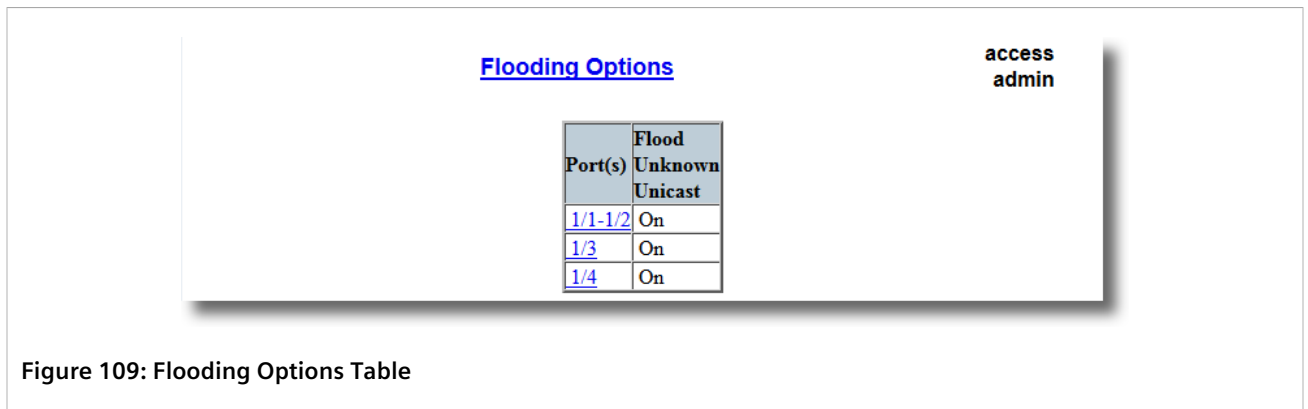 Flooding Options
access
admin
Port(s) Flood Unknown Unicast
1/1-1/2 On
1/3 On
1/4 On
Figure 109: Flooding Options Table